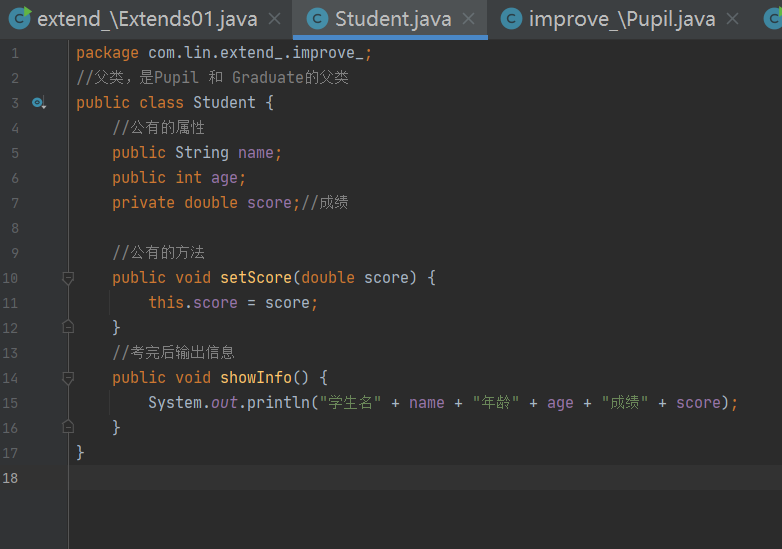 extend_\Extends01.java × Student.java × improve_\Pupil.java ×
1 package com.lin.extend_.improve_;
2 //父类，是Pupil 和 Graduate的父类
3 public class Student {
4 //公有的属性
5 public String name;
6 public int age;
7 private double score;//成绩
8
9 //公有的方法
10 public void setScore(double score) {
11 this.score = score;
12 }
13 //考完后输出信息
14 public void showInfo() {
15 System.out.println("学生名" + name + "年龄" + age + "成绩" + score);
16 }
17 }
18